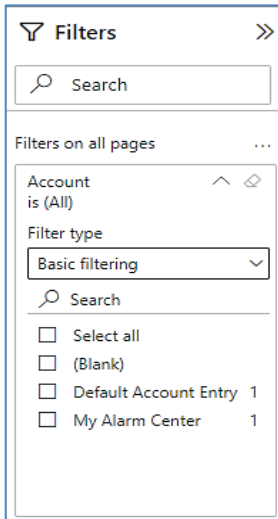 Filters
Search
Filters on all pages
...
Account
is (All)
Filter type
Basic filtering
Search
Select all
(Blank)
Default Account Entry 1
My Alarm Center 1